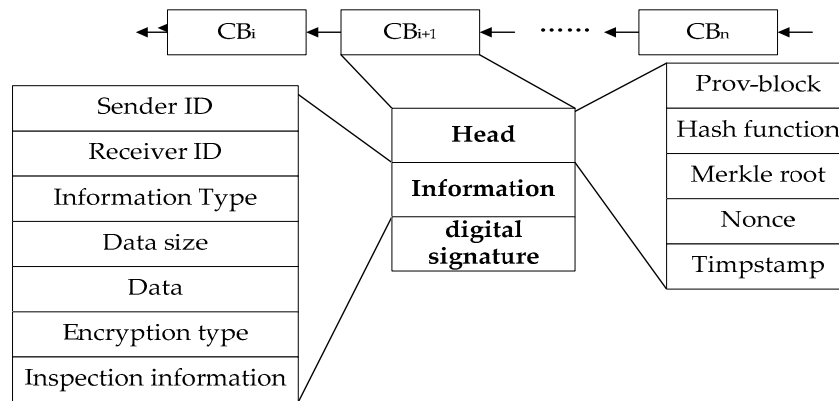 CBi
CBi+1
......
CBn
Sender ID
Receiver ID
Information Type
Data size
Data
Encryption type
Inspection information
Head
Information
digital
signature
Prov-block
Hash function
Merkle root
Nonce
Timpstamp